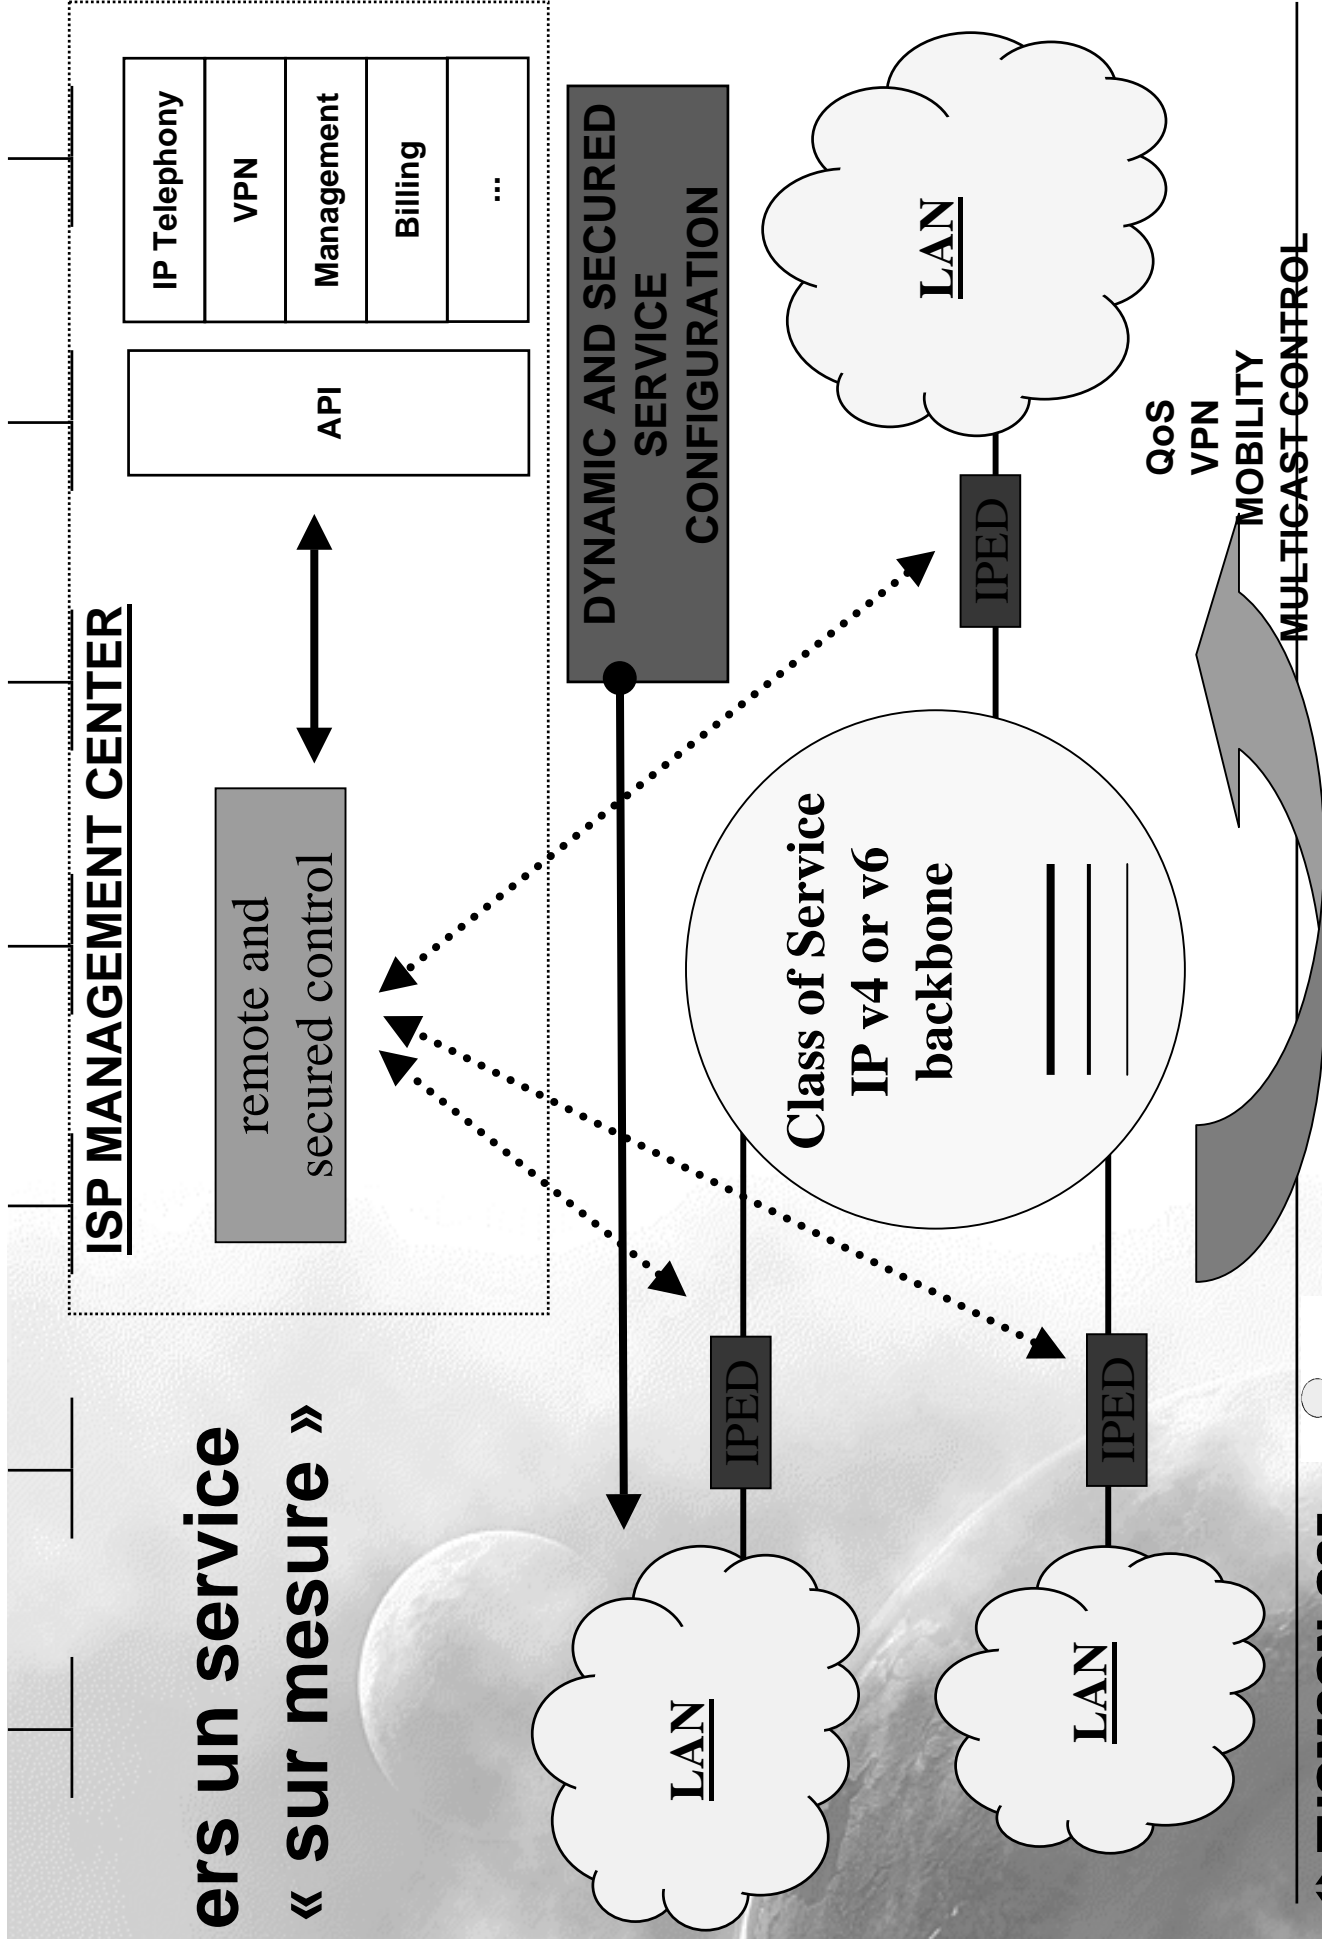 ers un service
« sur mesure »
ISP MANAGEMENT CENTER
remote and
secured control
API
IP Telephony
VPN
Management
Billing
...
DYNAMIC AND SECURED
SERVICE
CONFIGURATION
LAN
IPED
LAN
IPED
Class of Service
IP v4 or v6
backbone
IPED
LAN
QoS
VPN
MOBILITY
MULTICAST CONTROL